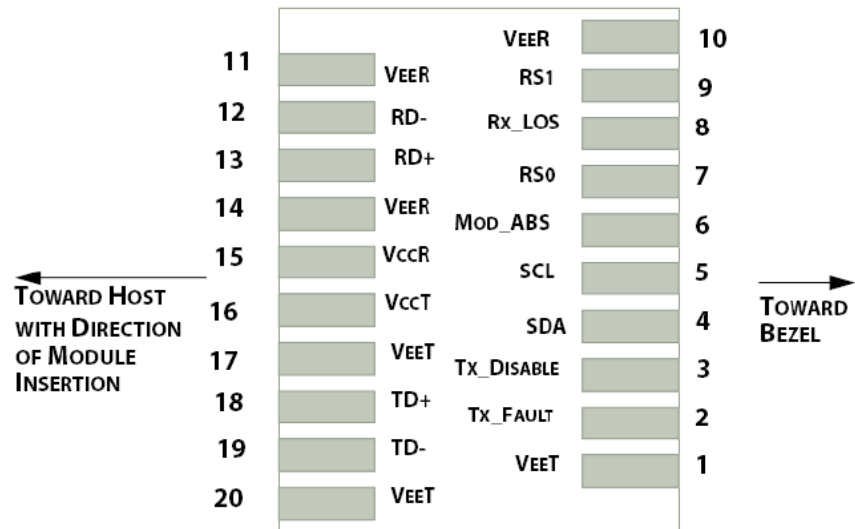 11 VEER
12 RD-
13 RD+
14 VEER
15 VCCR
16 VCCT
17 VEET
18 TD+
19 TD-
20 VEET
VEER 10
RS1 9
RX_LOS 8
RS0 7
MOD_ABS 6
SCL 5
SDA 4
TX_DISABLE 3
TX_FAULT 2
VEET 1
TOWARD HOST
WITH DIRECTION
OF MODULE
INSERTION
TOWARD
BEZEL